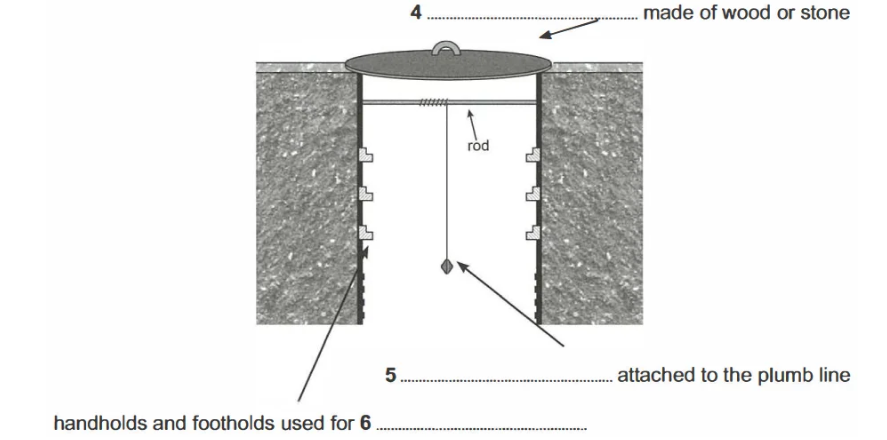 4 ........................................ made of wood or stone
rod
5 ........................................ attached to the plumb line
handholds and footholds used for 6 ........................................